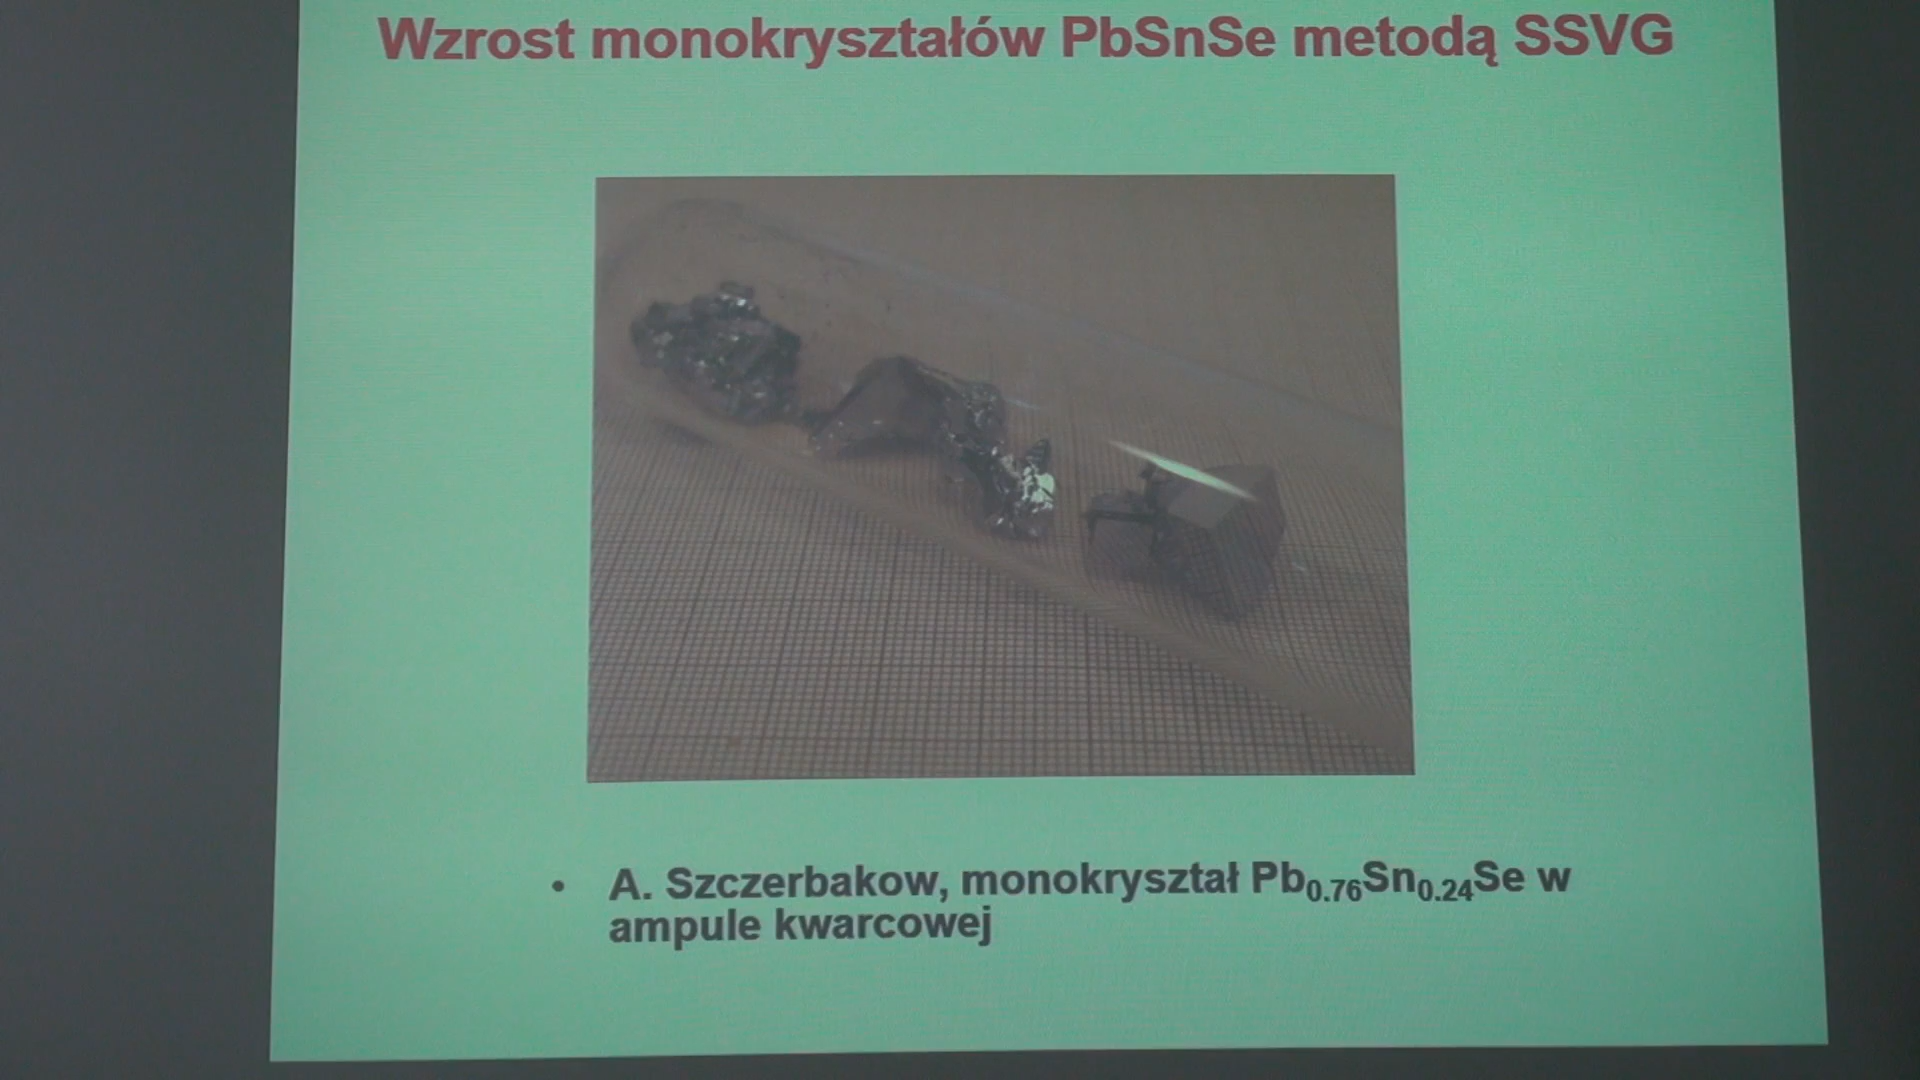 Wzrost monokryształów PbSnSe metodą SSVG
• A. Szczerbakow, monokryształ Pb₀.₇₆Sn₀.₂₄Se w
ampule kwarcowej